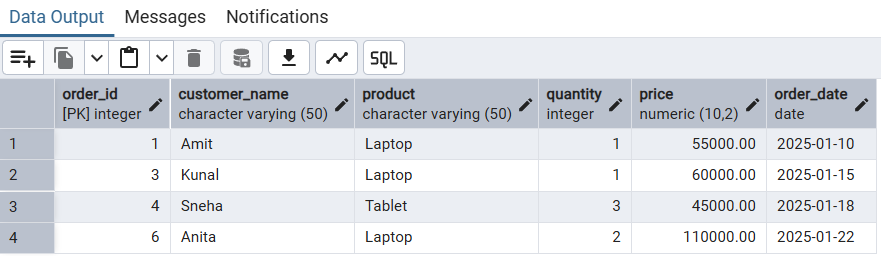 Data Output Messages Notifications
SQL
order_id customer_name product quantity price order_date
[PK] integer character varying (50) character varying (50) integer numeric (10,2) date
1 1 Amit Laptop 1 55000.00 2025-01-10
2 3 Kunal Laptop 1 60000.00 2025-01-15
3 4 Sneha Tablet 3 45000.00 2025-01-18
4 6 Anita Laptop 2 110000.00 2025-01-22